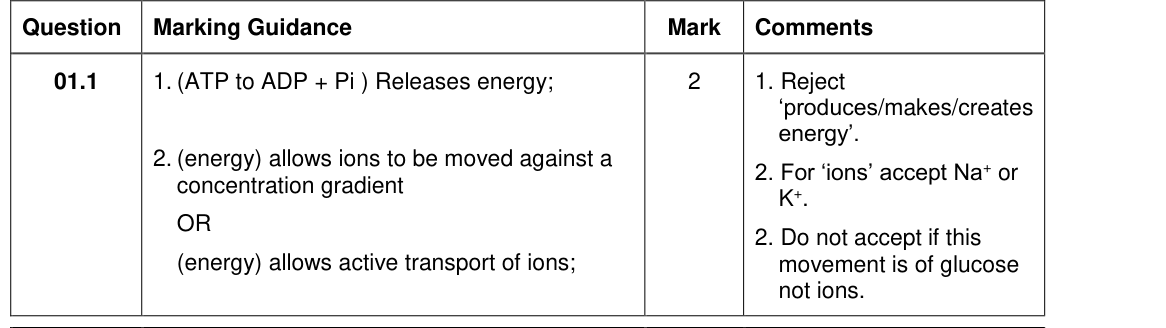 Question Marking Guidance Mark Comments
01.1 1. (ATP to ADP + Pi ) Releases energy; 2 1. Reject
‘produces/makes/creates
energy’.
2. (energy) allows ions to be moved against a
concentration gradient
OR
(energy) allows active transport of ions;
2. For ‘ions’ accept Na⁺ or
K⁺.
2. Do not accept if this
movement is of glucose
not ions.